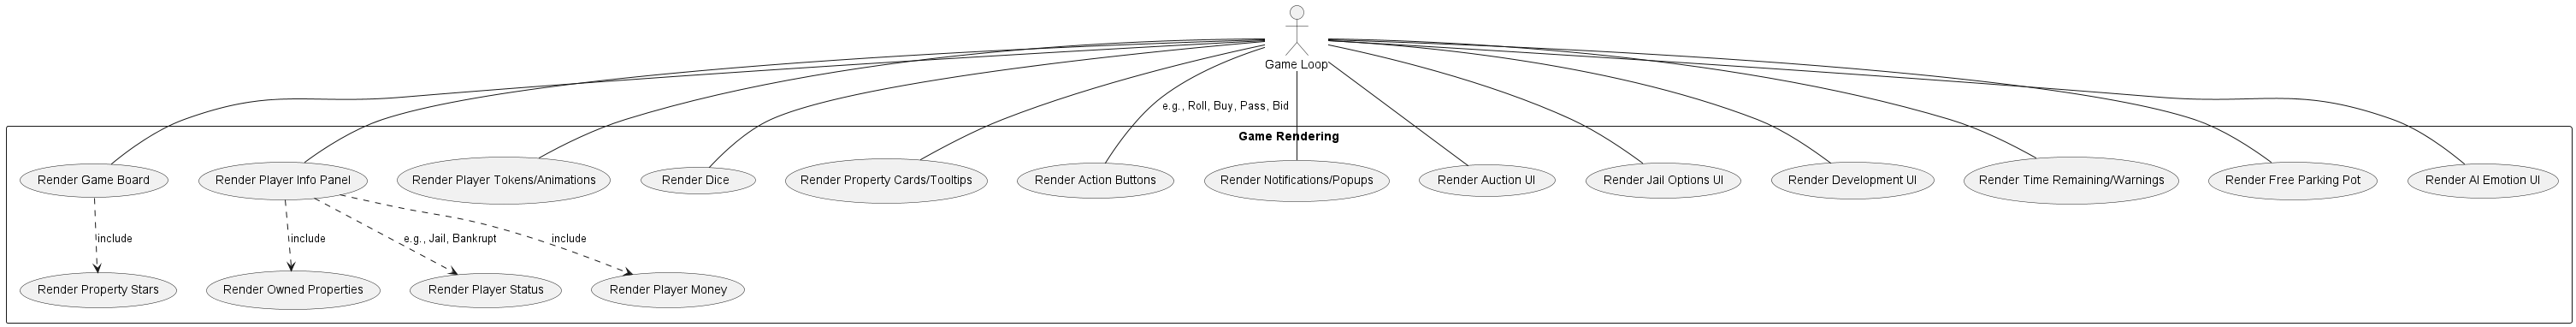 Game Loop
e.g., Roll, Buy, Pass, Bid
Game Rendering
Render Game Board
Render Player Info Panel
Render Player Tokens/Animations
Render Dice
Render Property Cards/Tooltips
Render Action Buttons
Render Notifications/Popups
Render Auction UI
Render Jail Options UI
Render Development UI
Render Time Remaining/Warnings
Render Free Parking Pot
Render AI Emotion UI
include
include
e.g., Jail, Bankrupt
include
Render Property Stars
Render Owned Properties
Render Player Status
Render Player Money